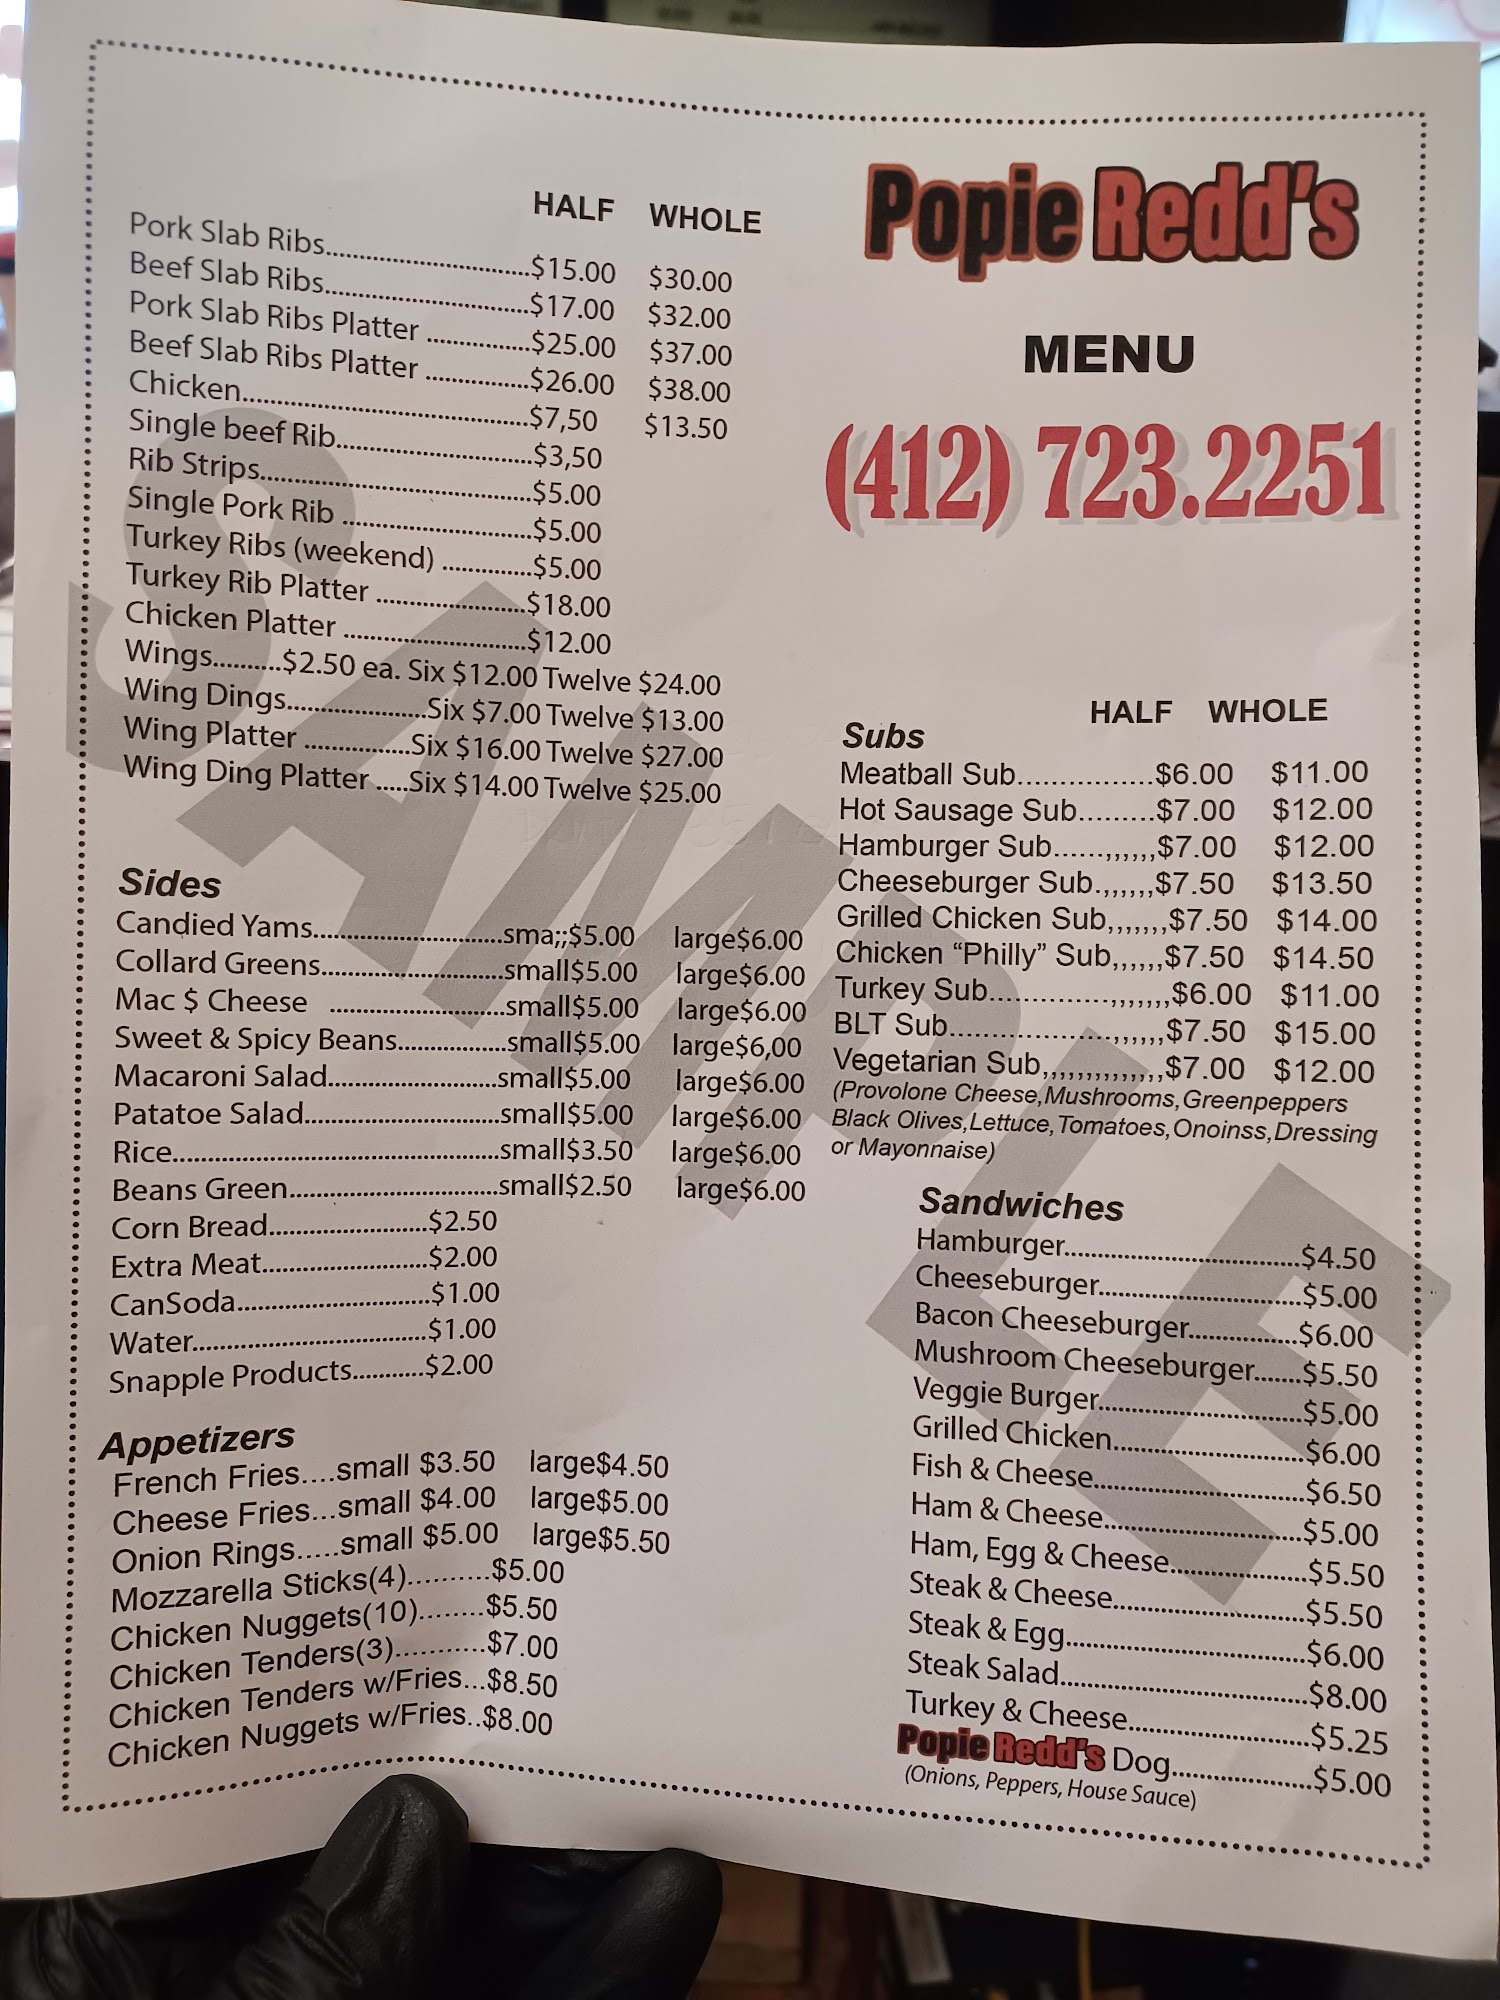 HALF WHOLE
Pork Slab Ribs..............................$15.00 $30.00
Beef Slab Ribs..............................$17.00 $32.00
Pork Slab Ribs Platter ...............$25.00 $37.00
Beef Slab Ribs Platter ...............$26.00 $38.00
Chicken..........................................$7,50 $13.50
Single beef Rib.............................$3,50
Rib Strips........................................$5.00
Single Pork Rib ............................$5.00
Turkey Ribs (weekend) .............$5.00
Turkey Rib Platter ......................$18.00
Chicken Platter ...........................$12.00
Wings..........$2.50 ea. Six $12.00 Twelve $24.00
Wing Dings.....................Six $7.00 Twelve $13.00
Wing Platter ................Six $16.00 Twelve $27.00
Wing Ding Platter .....Six $14.00 Twelve $25.00
Sides
Candied Yams............................sma;;$5.00 large$6.00
Collard Greens...........................small$5.00 large$6.00
Mac $ Cheese ..........................small$5.00 large$6.00
Sweet & Spicy Beans................small$5.00 large$6,00
Macaroni Salad.........................small$5.00 large$6.00
Patatoe Salad.............................small$5.00 large$6.00
Rice................................................small$3.50 large$6.00
Beans Green...............................small$2.50 large$6.00
Corn Bread.......................$2.50
Extra Meat........................$2.00
CanSoda............................$1.00
Water..................................$1.00
Snapple Products...........$2.00
Appetizers
French Fries....small $3.50 large$4.50
Cheese Fries...small $4.00 large$5.00
Onion Rings.....small $5.00 large$5.50
Mozzarella Sticks(4)..........$5.00
Chicken Nuggets(10)........$5.50
Chicken Tenders(3)...........$7.00
Chicken Tenders w/Fries...$8.50
Chicken Nuggets w/Fries..$8.00
Popie Redd's
MENU
(412) 723.2251
HALF WHOLE
Subs
Meatball Sub................$6.00 $11.00
Hot Sausage Sub.........$7.00 $12.00
Hamburger Sub......,,,,,,$7.00 $12.00
Cheeseburger Sub.,,,,,,$7.50 $13.50
Grilled Chicken Sub,,,,,,,$7.50 $14.00
Chicken “Philly” Sub,,,,,,$7.50 $14.50
Turkey Sub..............,,,,,,,$6.00 $11.00
BLT Sub...................,,,,,,$7.50 $15.00
Vegetarian Sub,,,,,,,,,,,,,,$7.00 $12.00
(Provolone Cheese,Mushrooms,Greenpeppers
Black Olives,Lettuce,Tomatoes,Onoinss,Dressing
or Mayonnaise)
Sandwiches
Hamburger...................................$4.50
Cheeseburger..............................$5.00
Bacon Cheeseburger................$6.00
Mushroom Cheeseburger.......$5.50
Veggie Burger..............................$5.00
Grilled Chicken............................$6.00
Fish & Cheese...............................$6.50
Ham & Cheese.............................$5.00
Ham, Egg & Cheese....................$5.50
Steak & Cheese............................$5.50
Steak & Egg...................................$6.00
Steak Salad....................................$8.00
Turkey & Cheese..........................$5.25
Popie Redd's Dog.....................$5.00
(Onions, Peppers, House Sauce)
SAMPLE